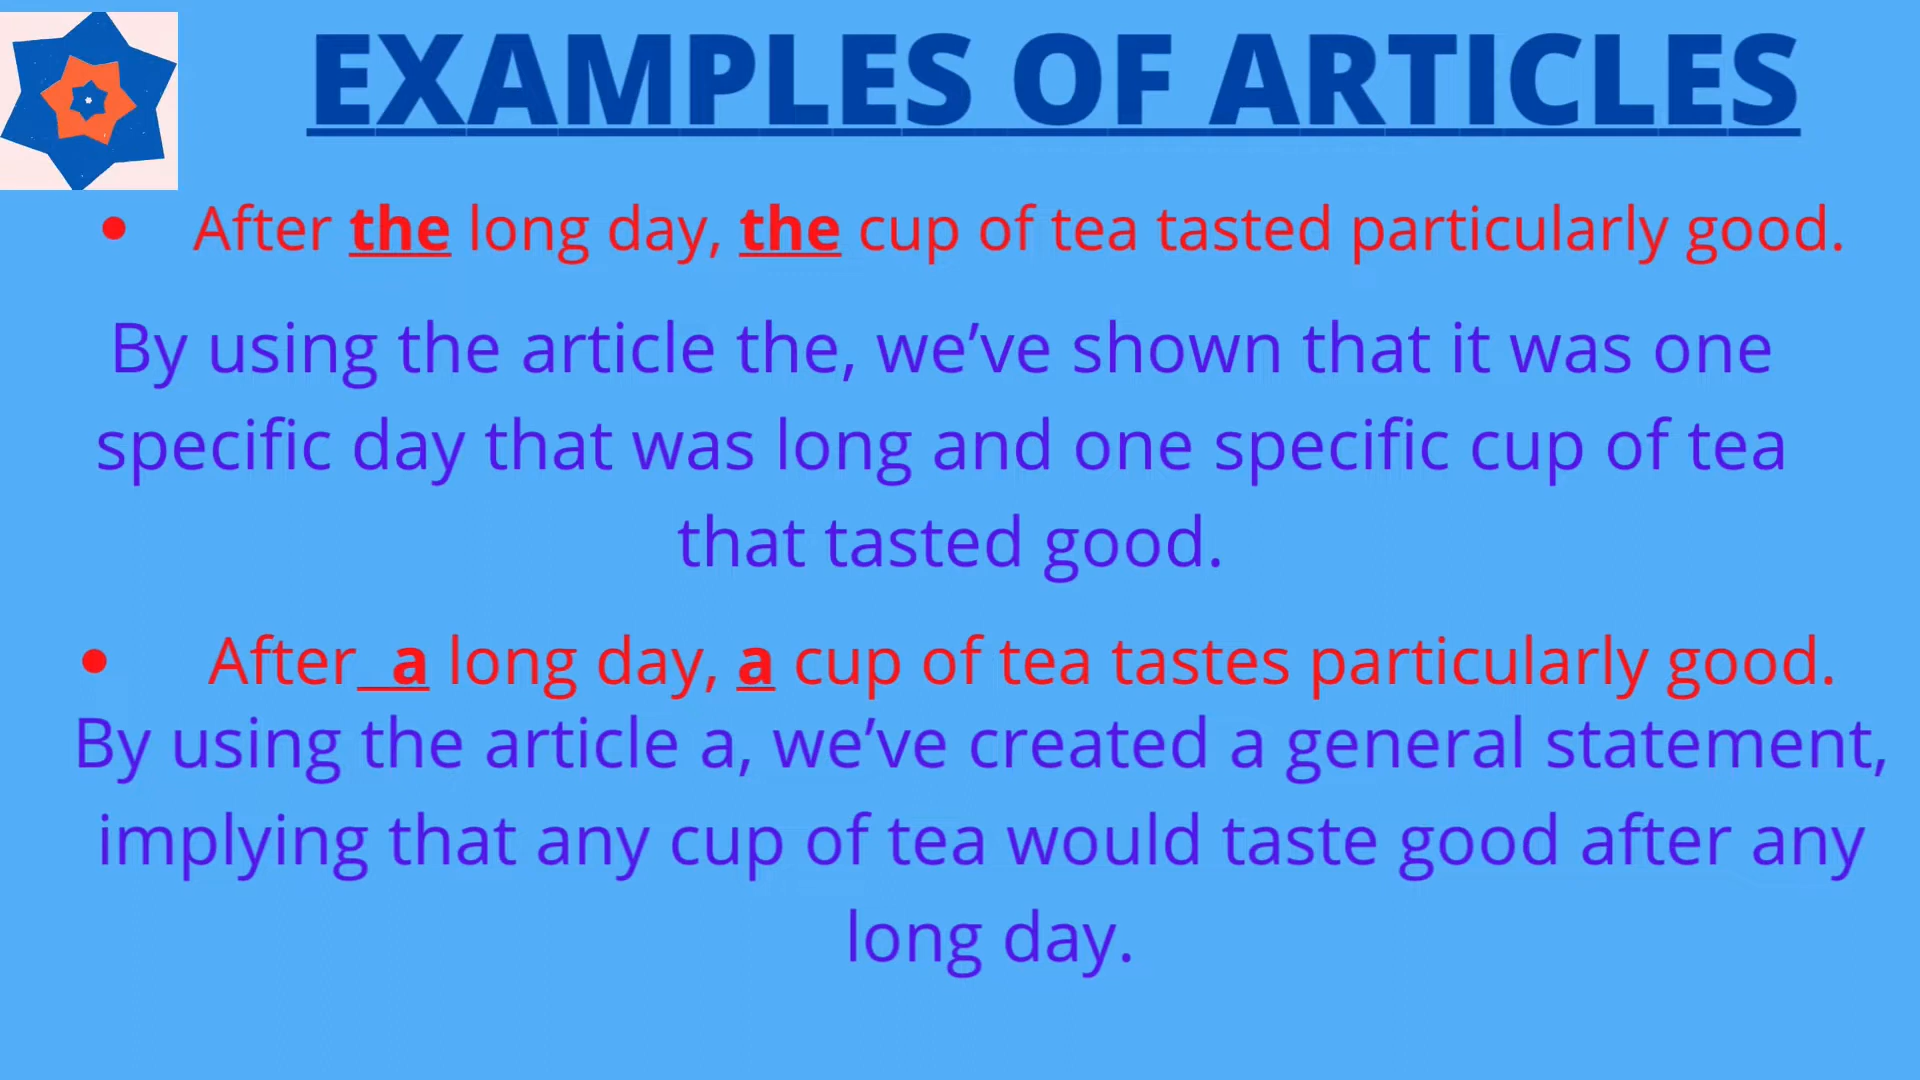 EXAMPLES OF ARTICLES
• After the long day, the cup of tea tasted particularly good.
By using the article the, we’ve shown that it was one
specific day that was long and one specific cup of tea
that tasted good.
• After a long day, a cup of tea tastes particularly good.
By using the article a, we’ve created a general statement,
implying that any cup of tea would taste good after any
long day.